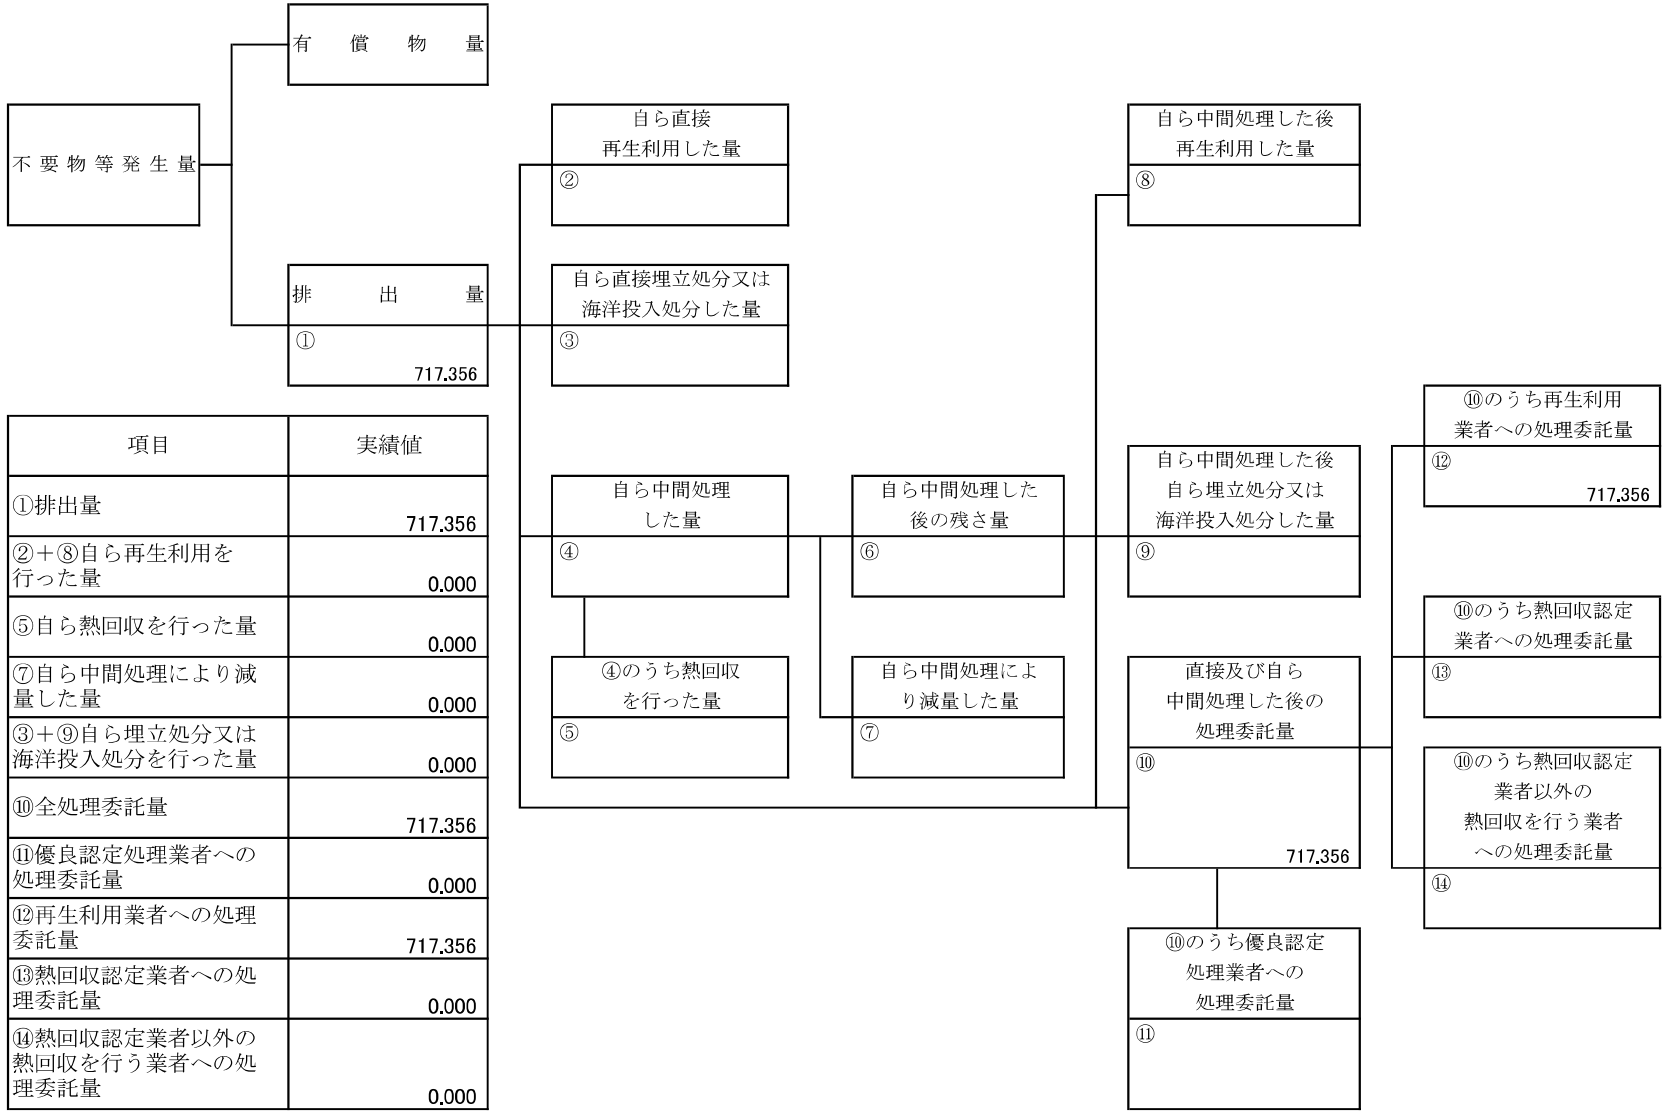 有償物量
不要物等発生量
自ら直接
再生利用した量
②
自ら中間処理した後
再生利用した量
⑧
排出量
①
717.356
自ら直接埋立処分又は
海洋投入処分した量
③
項目 実績値
①排出量
717.356
②＋⑧自ら再生利用を
行った量
0.000
⑤自ら熱回収を行った量
0.000
⑦自ら中間処理により減
量した量
0.000
③＋⑨自ら埋立処分又は
海洋投入処分を行った量
0.000
⑩全処理委託量
717.356
⑪優良認定処理業者への
処理委託量
0.000
⑫再生利用業者への処理
委託量
717.356
⑬熱回収認定業者への処
理委託量
0.000
⑭熱回収認定業者以外の
熱回収を行う業者への処
理委託量
0.000
自ら中間処理
した量
④
④のうち熱回収
を行った量
⑤
自ら中間処理した
後の残さ量
⑥
自ら中間処理によ
り減量した量
⑦
自ら中間処理した後
自ら埋立処分又は
海洋投入処分した量
⑨
直接及び自ら
中間処理した後の
処理委託量
⑩
717.356
⑩のうち優良認定
処理業者への
処理委託量
⑪
⑩のうち再生利用
業者への処理委託量
⑫
717.356
⑩のうち熱回収認定
業者への処理委託量
⑬
⑩のうち熱回収認定
業者以外の
熱回収を行う業者
への処理委託量
⑭